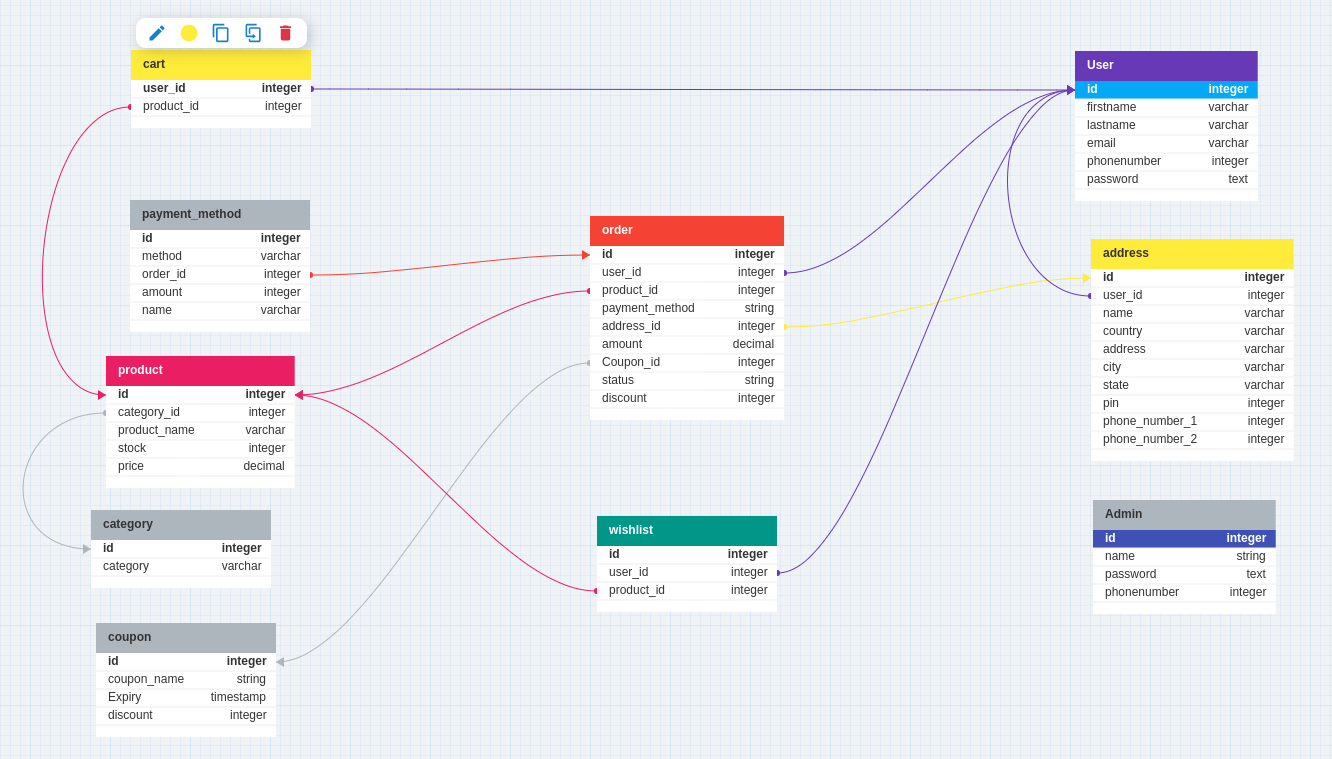 cart
user_id integer
product_id integer
payment_method
id integer
method varchar
order_id integer
amount integer
name varchar
product
id integer
category_id integer
product_name varchar
stock integer
price decimal
category
id integer
category varchar
coupon
id integer
coupon_name string
Expiry timestamp
discount integer
order
id integer
user_id integer
product_id integer
payment_method string
address_id integer
amount decimal
Coupon_id integer
status string
discount integer
wishlist
id integer
user_id integer
product_id integer
User
id integer
firstname varchar
lastname varchar
email varchar
phonenumber integer
password text
address
id integer
user_id integer
name varchar
country varchar
address varchar
city varchar
state varchar
pin integer
phone_number_1 integer
phone_number_2 integer
Admin
id integer
name string
password text
phonenumber integer